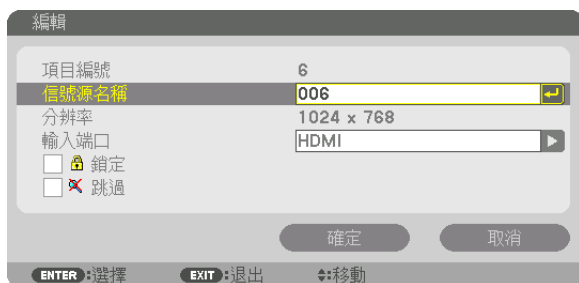 編輯
項目編號 6
信號源名稱 006
分辨率 1024 x 768
輸入端口 HDMI
鎖定
跳過
確定 取消
ENTER:選擇 EXIT:退出 :移動